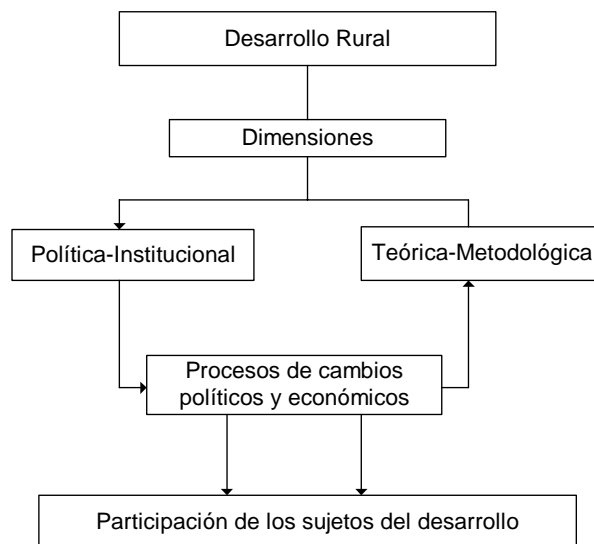 Desarrollo Rural
Dimensiones
Política-Institucional
Teórica-Metodológica
Procesos de cambios
políticos y económicos
Participación de los sujetos del desarrollo